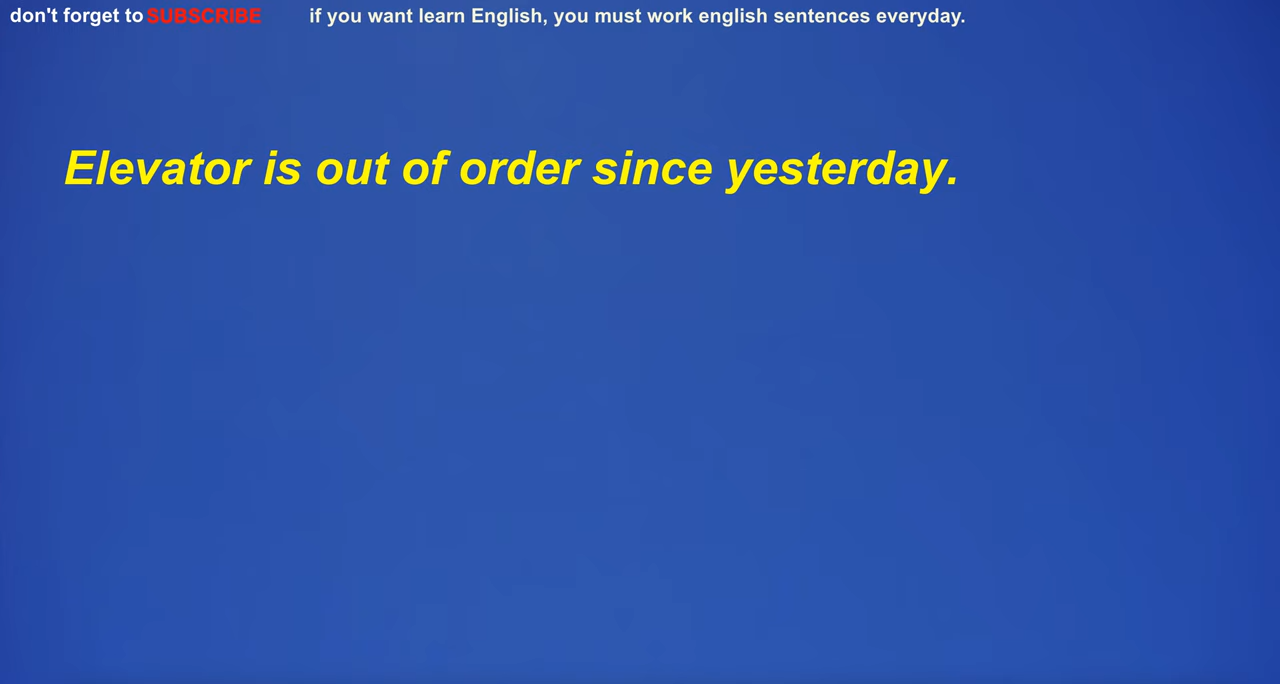 don't forget to SUBSCRIBE if you want learn English, you must work english sentences everyday.
Elevator is out of order since yesterday.